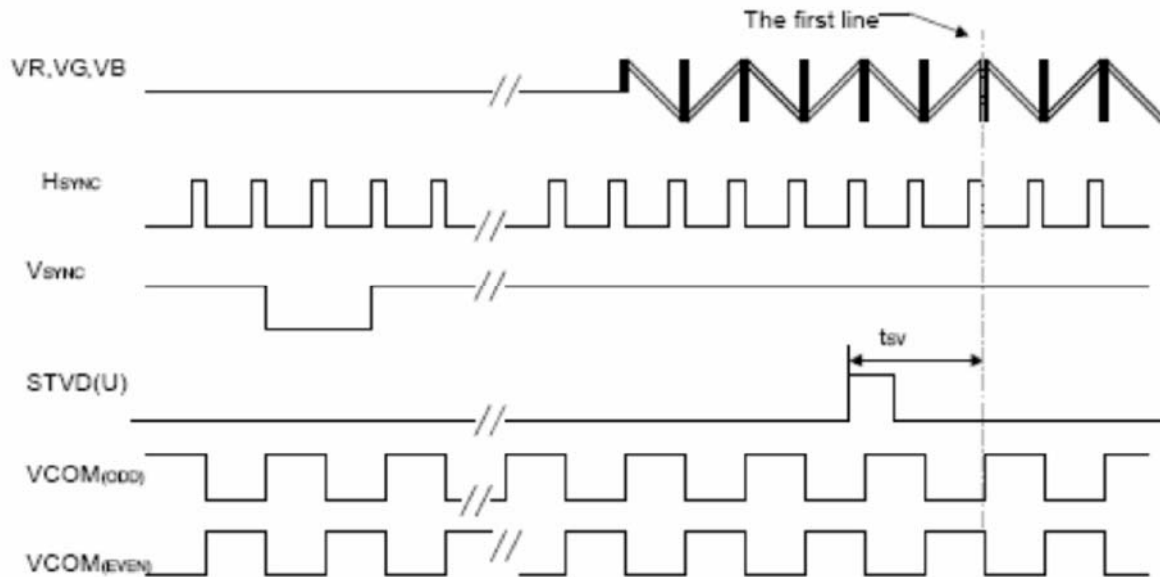 The first line
VR,VG,VB
HSYNC
VSYNC
tsv
STVD(U)
VCOM(ODD)
VCOM(EVEN)